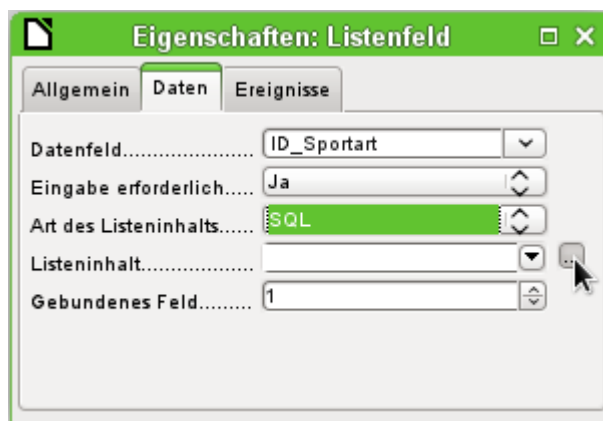 Eigenschaften: Listenfeld
Allgemein Daten Ereignisse
Datenfeld...................... ID_Sportart
Eingabe erforderlich..... Ja
Art des Listeninhalts...... SQL
Listeninhalt................... ...
Gebundenes Feld......... 1